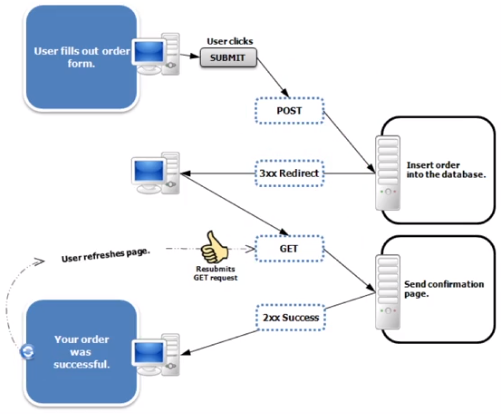 User fills out order
form.
User clicks
SUBMIT
POST
Insert order
into the database.
3xx Redirect
User refreshes page.
Resubmits
GET request
GET
Send confirmation
page.
2xx Success
Your order
was
successful.